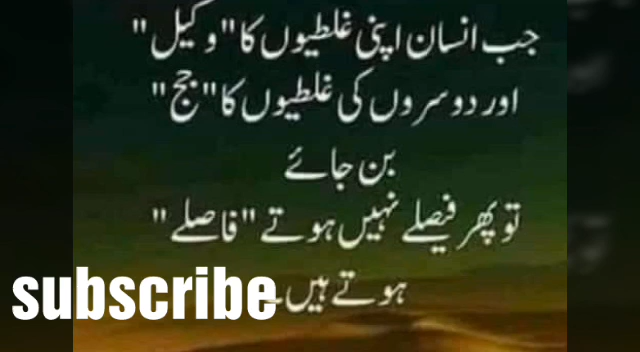 جب انسان اپنی غلطیوں کا "وکیل"
اور دوسروں کی غلطیوں کا "جج"
بن جائے
تو پھر فیصلے نہیں ہوتے "فاصلے"
ہوتے ہیں۔
subscribe